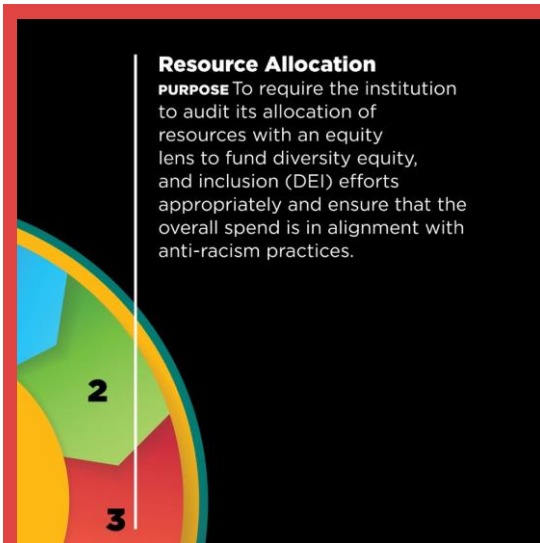 Resource Allocation
PURPOSE To require the institution
to audit its allocation of
resources with an equity
lens to fund diversity equity,
and inclusion (DEI) efforts
appropriately and ensure that the
overall spend is in alignment with
anti-racism practices.
2
3